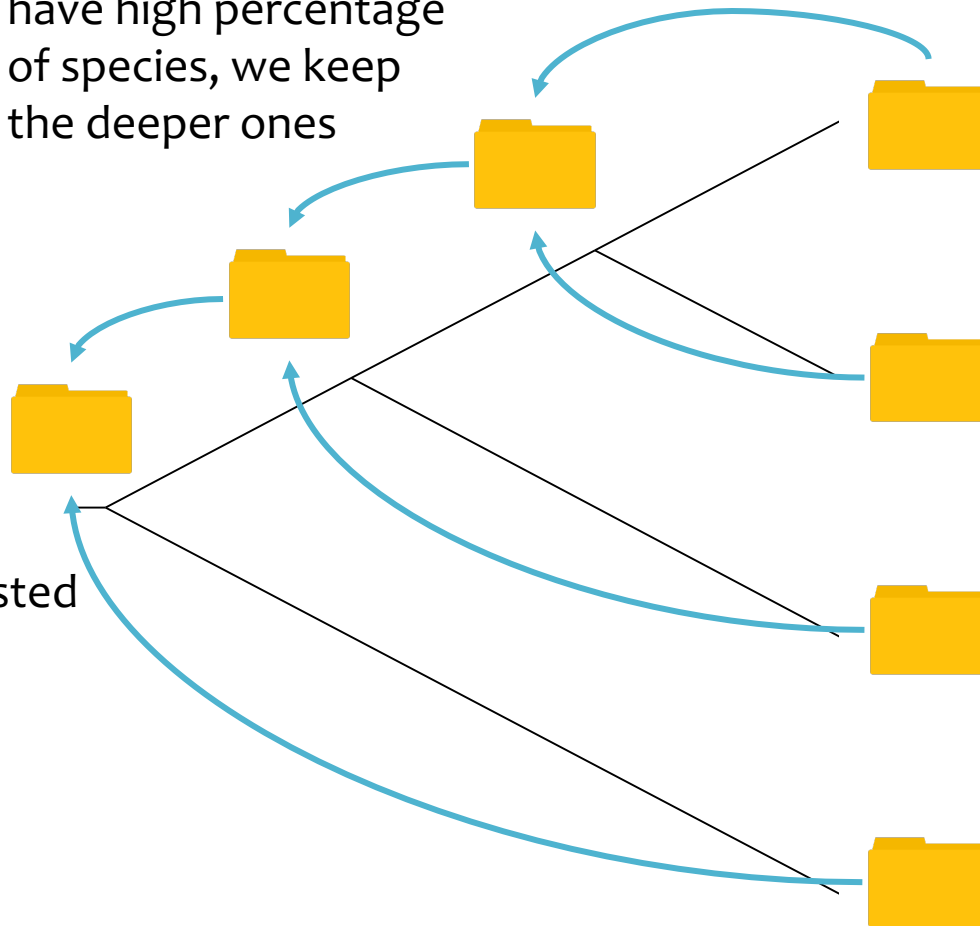 have high percentage
of species, we keep
the deeper ones
sted